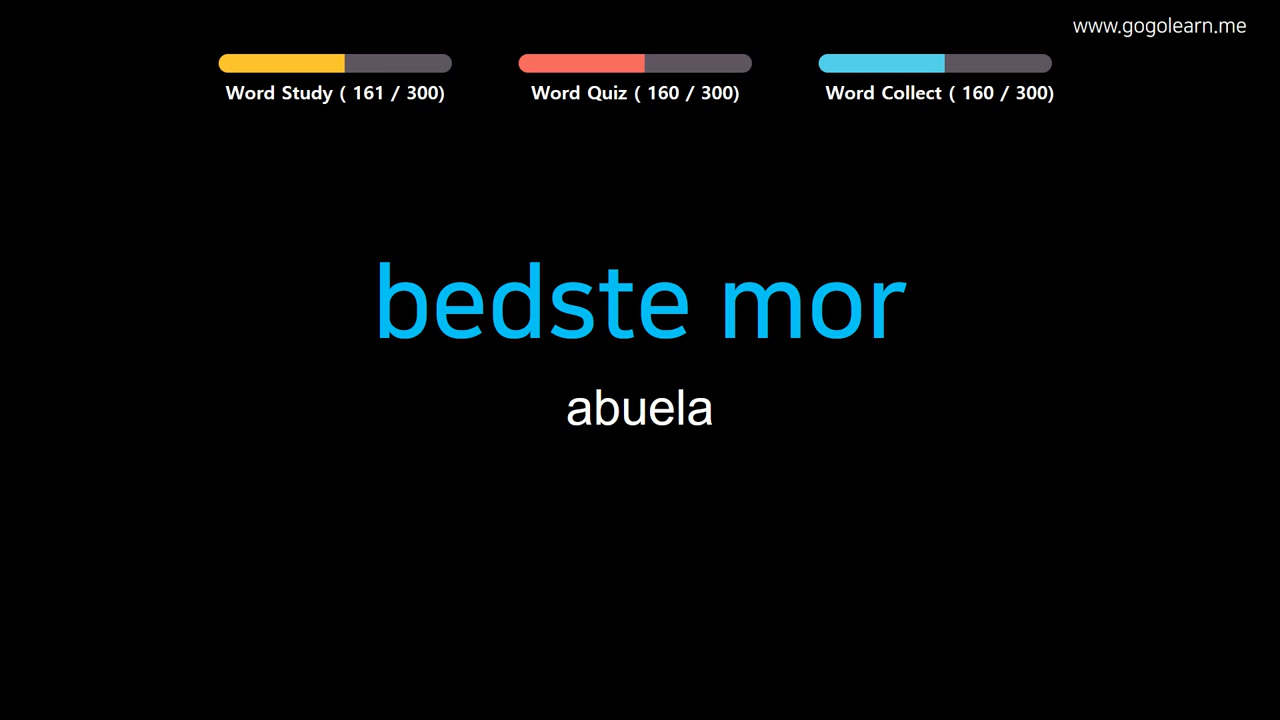 www.gogolearn.me
Word Study ( 161 / 300)
Word Quiz ( 160 / 300)
Word Collect ( 160 / 300)
bedste mor
abuela